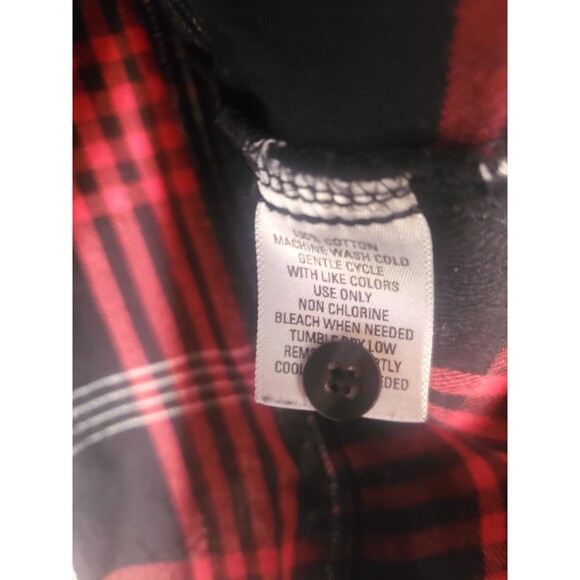 100% COTTON
MACHINE WASH COLD
GENTLE CYCLE
WITH LIKE COLORS
USE ONLY
NON CHLORINE
BLEACH WHEN NEEDED
TUMBLE DRY LOW